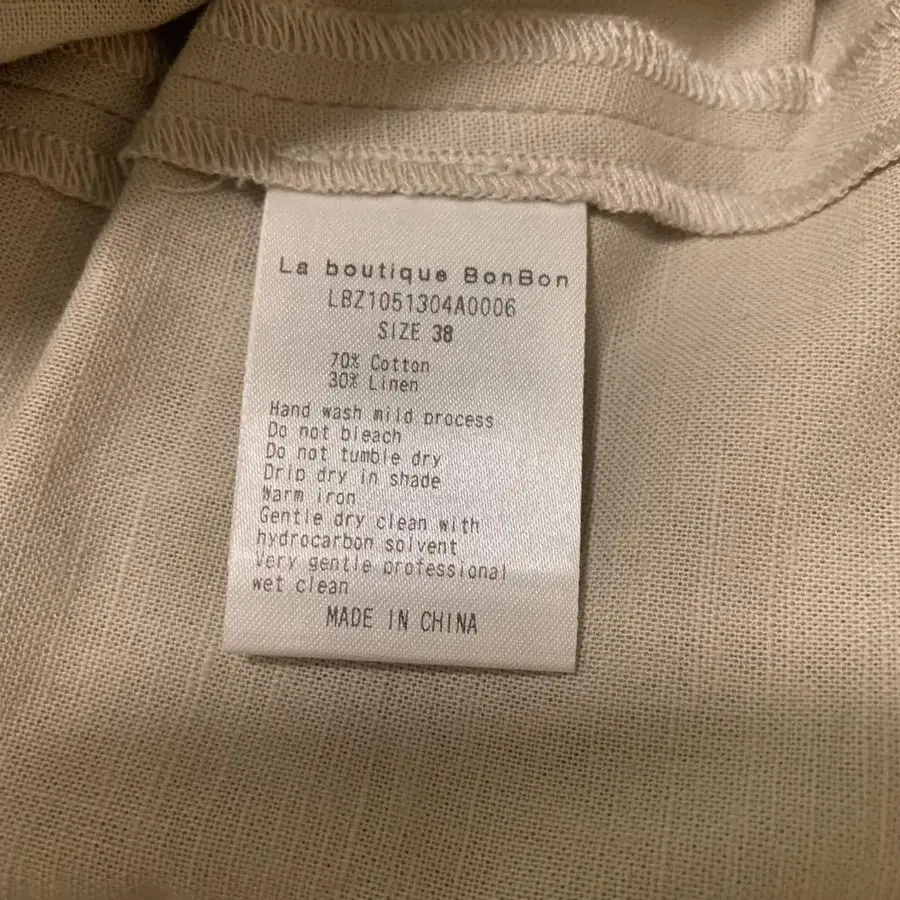 La boutique BonBon
LBZ1051304A0006
SIZE 38
70% Cotton
30% Linen
Hand wash mild process
Do not bleach
Do not tumble dry
Drip dry in shade
Warm iron
Gentle dry clean with
hydrocarbon solvent
Very gentle professional
wet clean
MADE IN CHINA